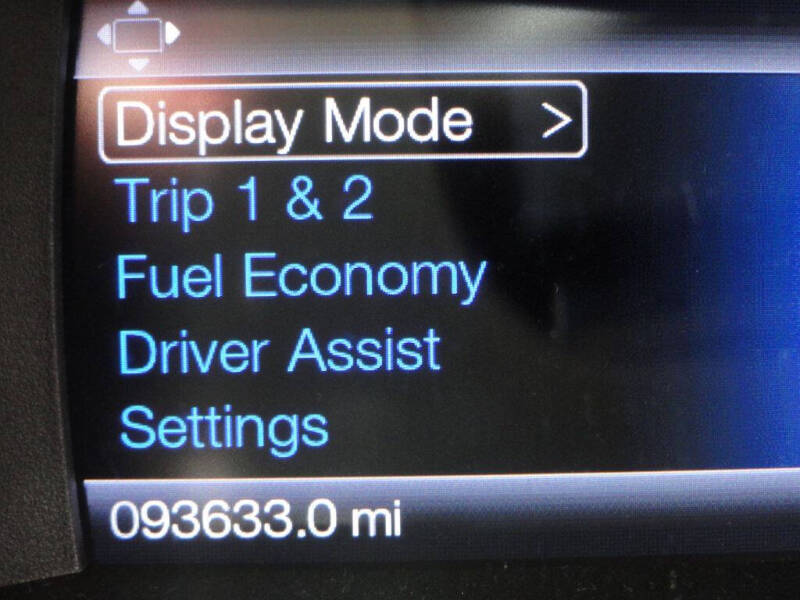 Display Mode >
Trip 1 & 2
Fuel Economy
Driver Assist
Settings
093633.0 mi